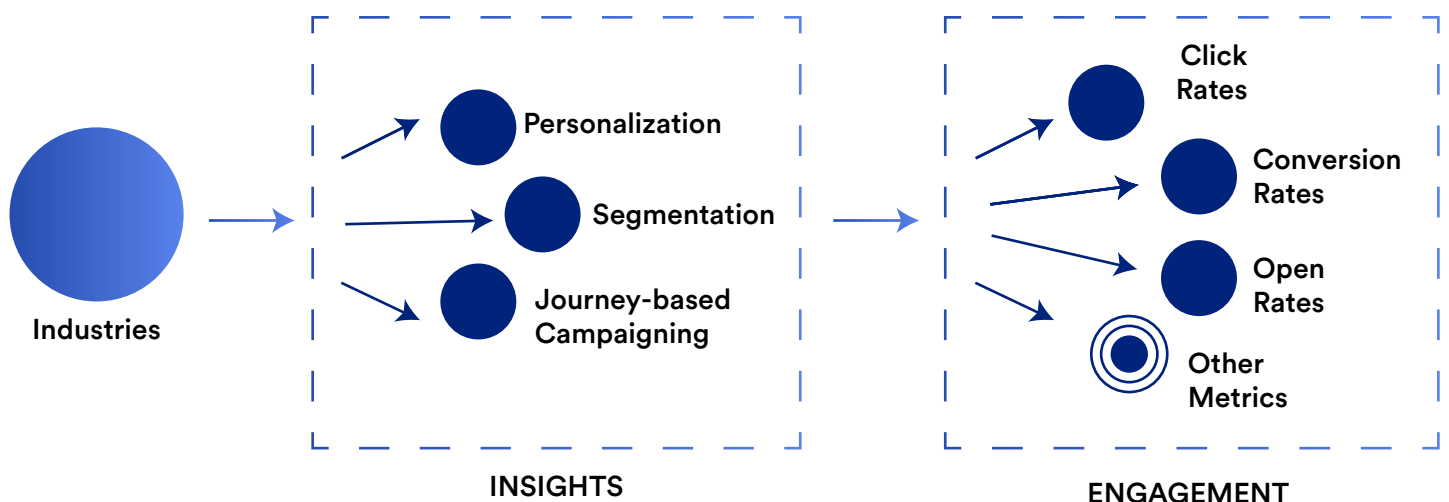 Industries
Personalization
Segmentation
Journey-based
Campaigning
INSIGHTS
Click
Rates
Conversion
Rates
Open
Rates
Other
Metrics
ENGAGEMENT